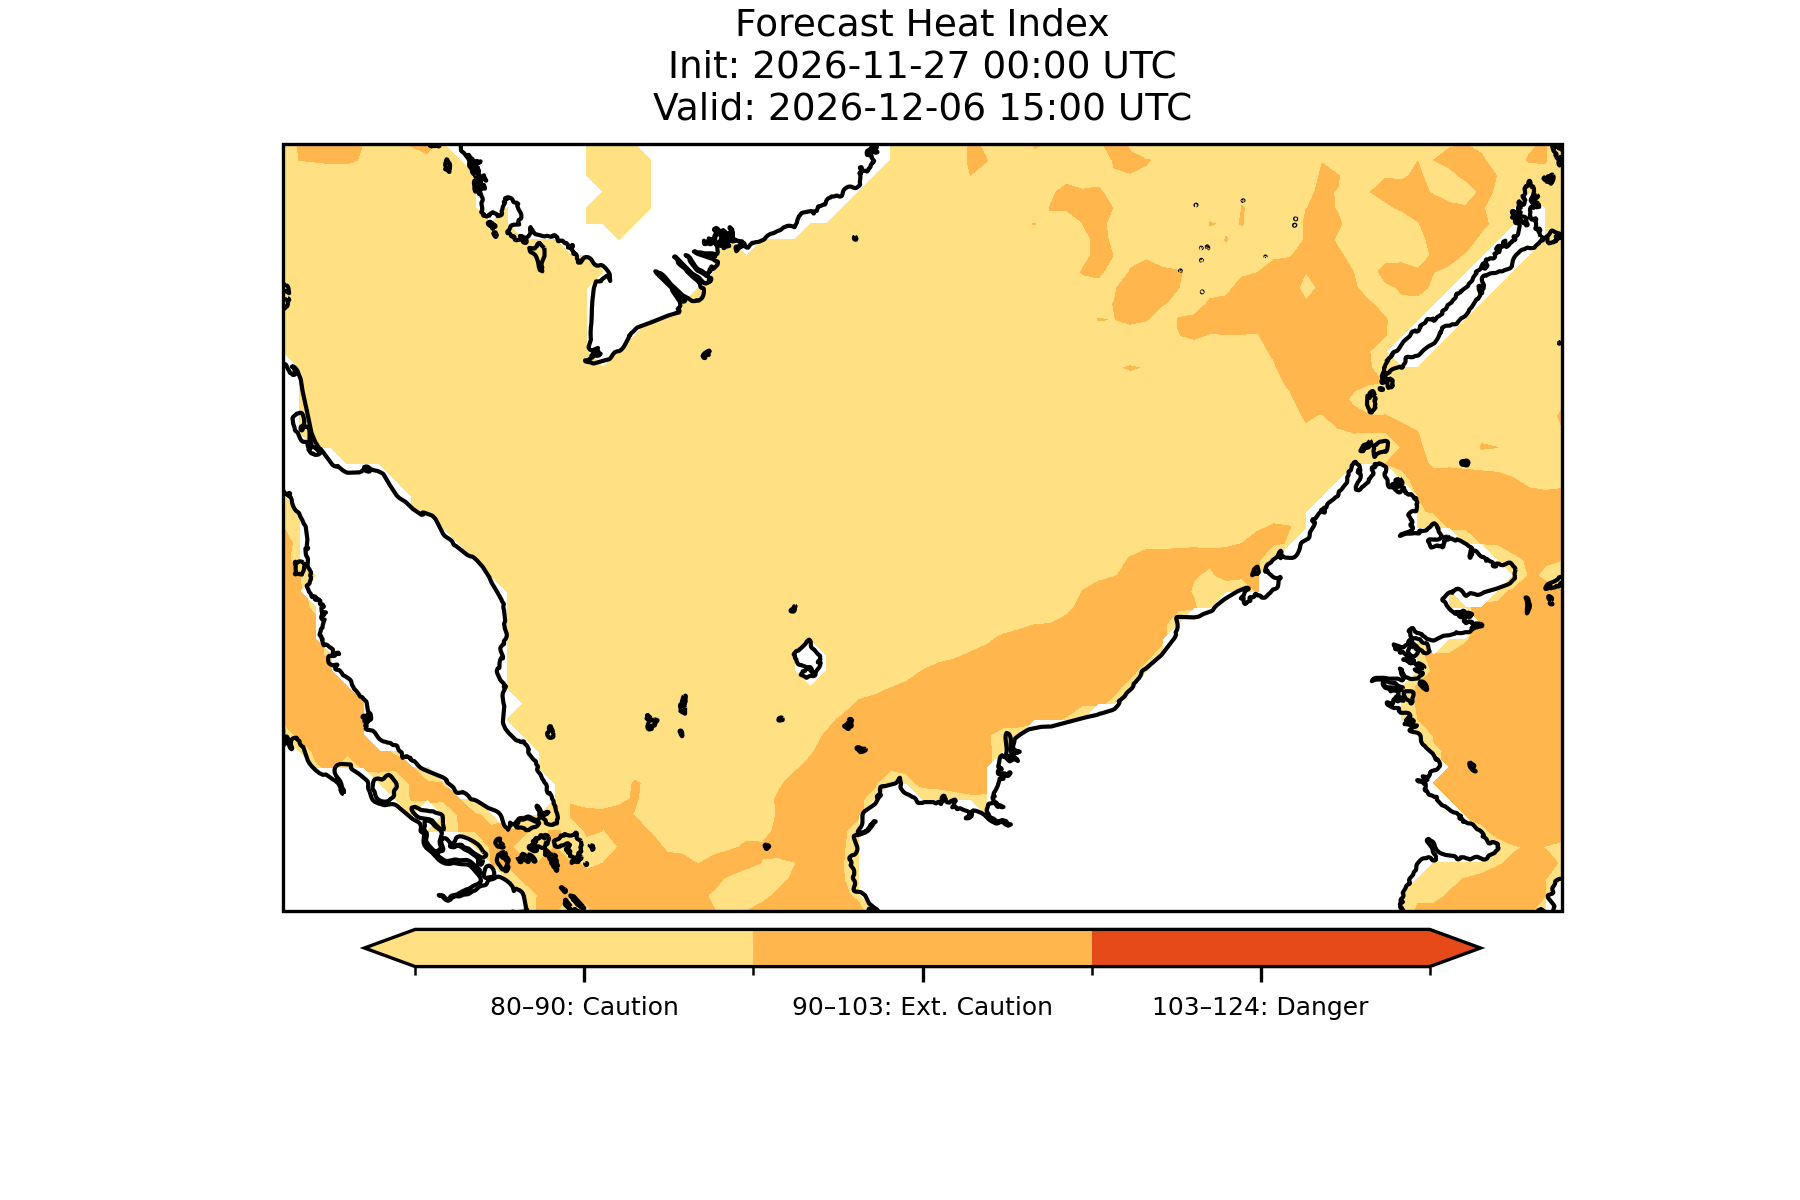 Forecast Heat Index
Init: 2026-11-27 00:00 UTC
Valid: 2026-12-06 15:00 UTC
80–90: Caution
90–103: Ext. Caution
103–124: Danger